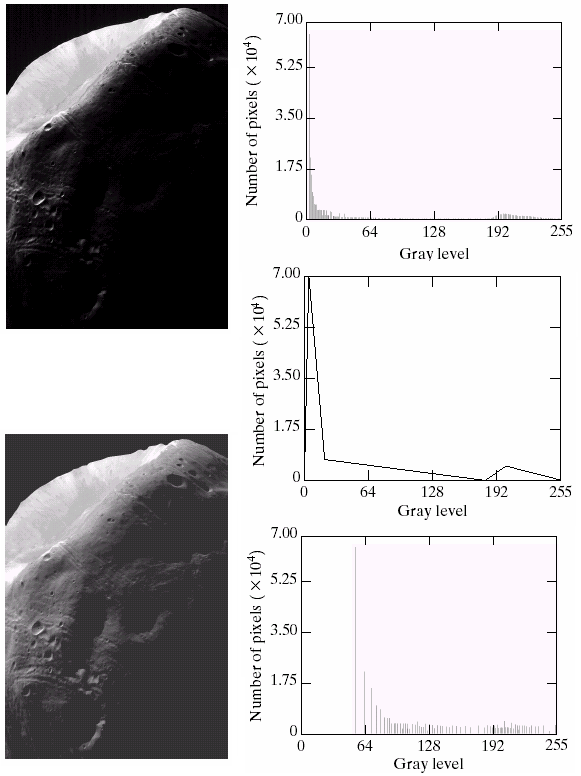 7.00
5.25
3.50
1.75
0
0 64 128 192 255
Gray level
Number of pixels ( ×10⁴)
7.00
5.25
3.50
1.75
0
0 64 128 192 255
Gray level
Number of pixels ( ×10⁴)
7.00
5.25
3.50
1.75
0
0 64 128 192 255
Gray level
Number of pixels ( ×10⁴)